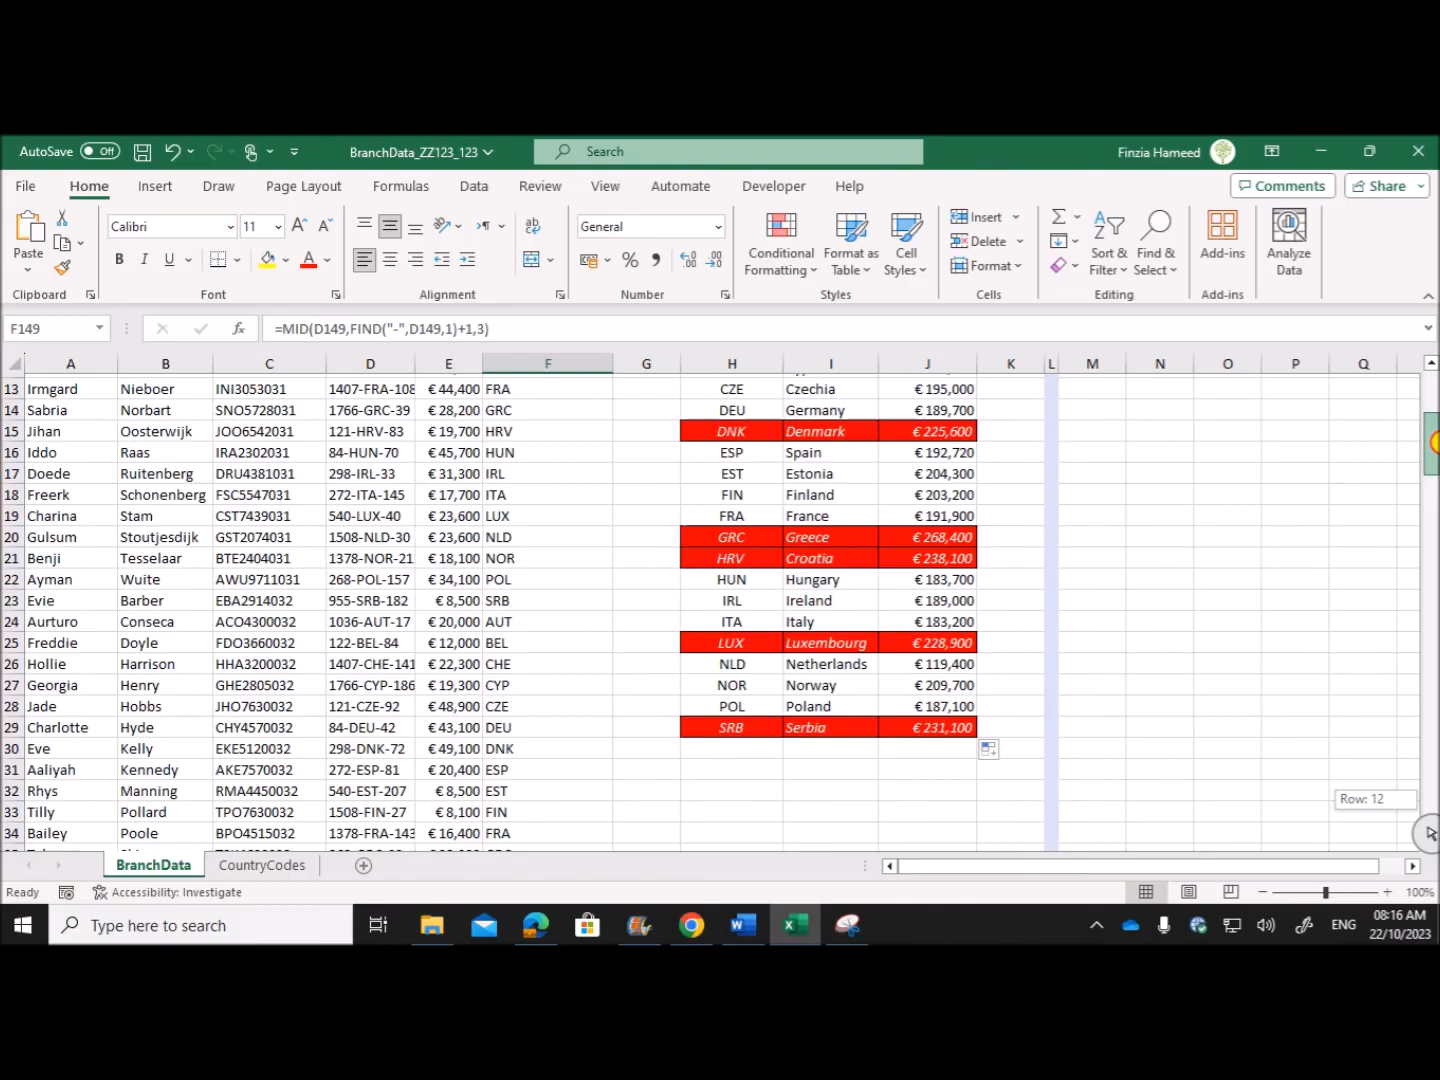 AutoSave Off BranchData_ZZ123_123 Search Finzia Hameed
File Home Insert Draw Page Layout Formulas Data Review View Automate Developer Help Comments Share
Calibri 11 General Insert
Paste B I U Conditional Formatting Format as Table Cell Styles Delete Sort & Filter Find & Select Add-ins Analyze Data
Format
Clipboard Font Alignment Number Styles Cells Editing Add-ins
F149 fx =MID(D149,FIND("-",D149,1)+1,3)
A B C D E F G H I J K L M N O P Q
13 Irmgard Nieboer INI3053031 1407-FRA-108 € 44,400 FRA CZE Czechia € 195,000
14 Sabria Norbart SNO5728031 1766-GRC-39 € 28,200 GRC DEU Germany € 189,700
15 Jihan Oosterwijk JOO6542031 121-HRV-83 € 19,700 HRV DNK Denmark € 225,600
16 Iddo Raas IRA2302031 84-HUN-70 € 45,700 HUN ESP Spain € 192,720
17 Doede Ruitenberg DRU4381031 298-IRL-33 € 31,300 IRL EST Estonia € 204,300
18 Freerk Schonenberg FSC5547031 272-ITA-145 € 17,700 ITA FIN Finland € 203,200
19 Charina Stam CST7439031 540-LUX-40 € 23,600 LUX FRA France € 191,900
20 Gulsum Stoutjesdijk GST2074031 1508-NLD-30 € 23,600 NLD GRC Greece € 268,400
21 Benji Tesselaar BTE2404031 1378-NOR-21 € 18,100 NOR HRV Croatia € 238,100
22 Ayman Wuite AWU9711031 268-POL-157 € 34,100 POL HUN Hungary € 183,700
23 Evie Barber EBA2914032 955-SRB-182 € 8,500 SRB IRL Ireland € 189,000
24 Aurturo Conseca ACO4300032 1036-AUT-17 € 20,000 AUT ITA Italy € 183,200
25 Freddie Doyle FDO3660032 122-BEL-84 € 12,000 BEL LUX Luxembourg € 228,900
26 Hollie Harrison HHA3200032 1407-CHE-141 € 22,300 CHE NLD Netherlands € 119,400
27 Georgia Henry GHE2805032 1766-CYP-186 € 19,300 CYP NOR Norway € 209,700
28 Jade Hobbs JHO7630032 121-CZE-92 € 48,900 CZE POL Poland € 187,100
29 Charlotte Hyde CHY4570032 84-DEU-42 € 43,100 DEU SRB Serbia € 231,100
30 Eve Kelly EKE5120032 298-DNK-72 € 49,100 DNK
31 Aaliyah Kennedy AKE7570032 272-ESP-81 € 20,400 ESP
32 Rhys Manning RMA4450032 540-EST-207 € 8,500 EST Row: 12
33 Tilly Pollard TPO7630032 1508-FIN-27 € 8,100 FIN
34 Bailey Poole BPO4515032 1378-FRA-143 € 16,400 FRA
BranchData CountryCodes
Ready Accessibility: Investigate 100%
Type here to search ENG 08:16 AM
22/10/2023